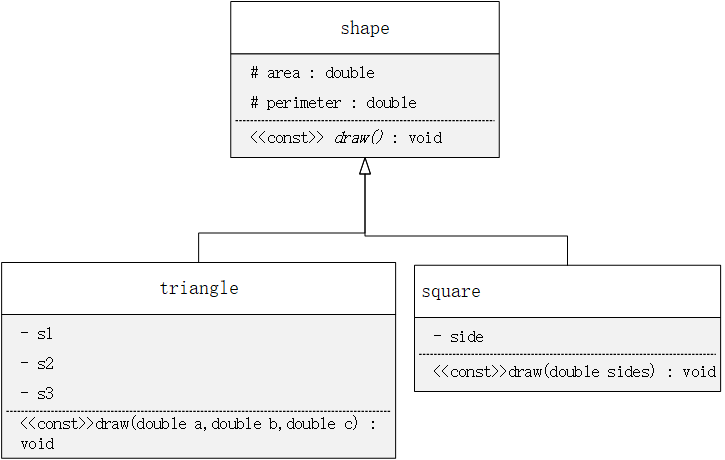 shape
# area : double
# perimeter : double
<<const>> draw() : void
triangle
- s1
- s2
- s3
<<const>>draw(double a,double b,double c) :
void
square
- side
<<const>>draw(double sides) : void